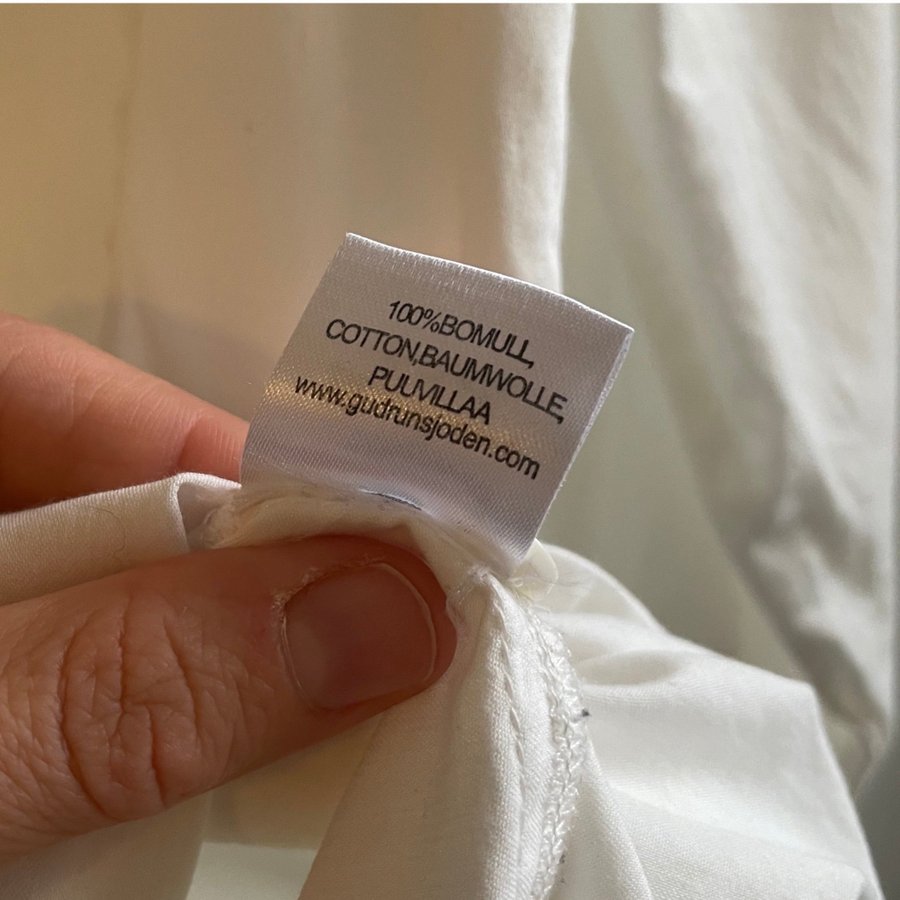 100%BOMULL,
COTTON,BAUMWOLLE,
PUUVILLAA
www.gudrunsjoden.com